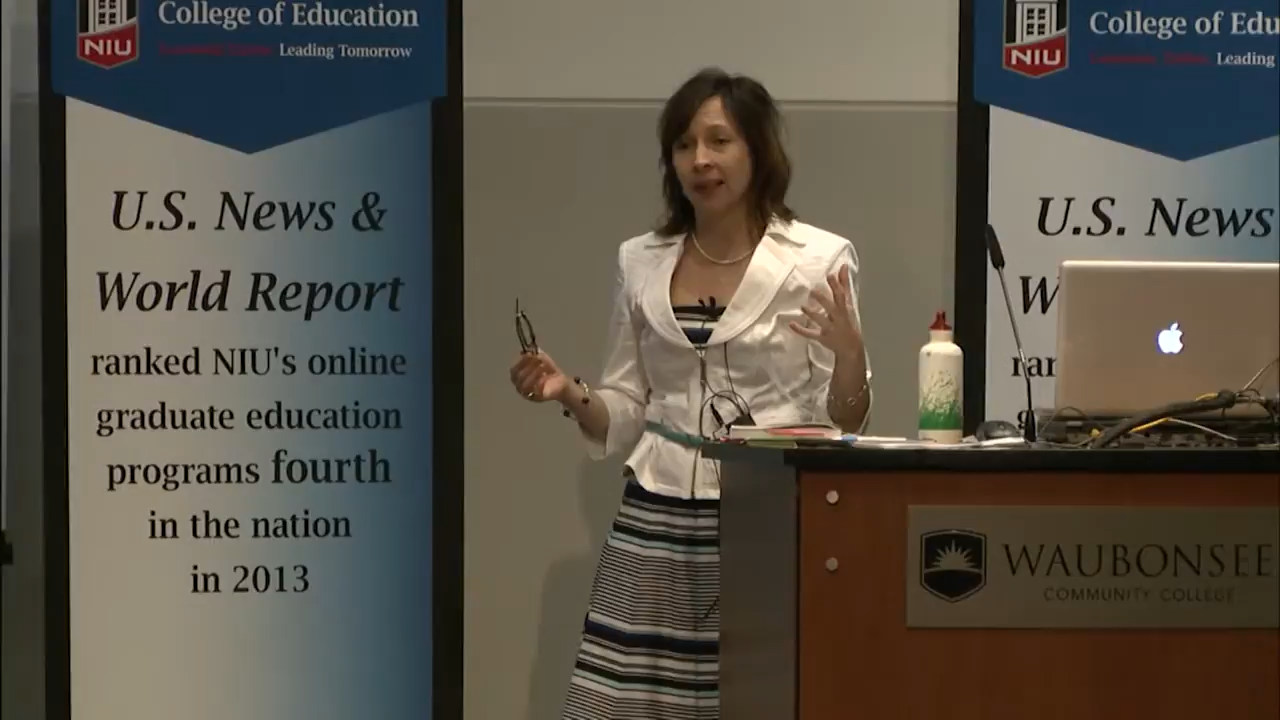 College of Education
NIU
Leading Tomorrow
U.S. News &
World Report
ranked NIU's online
graduate education
programs fourth
in the nation
in 2013
College of Edu
NIU
Leading
U.S. News
W
ran
WAUBONSEE
COMMUNITY COLLEGE